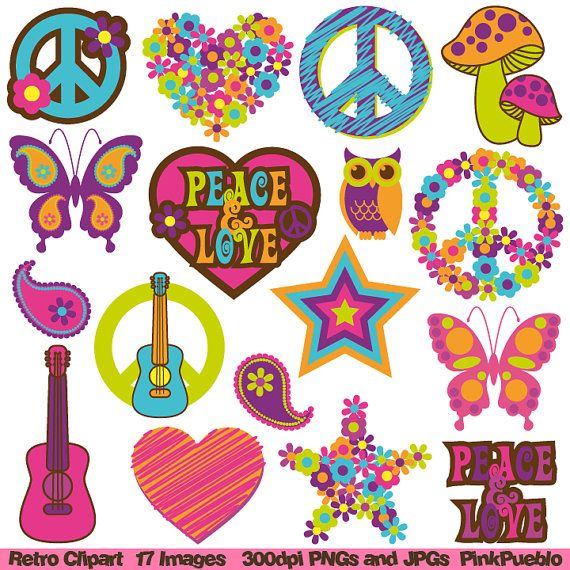 PEACE
&
LOVE
PEACE
&
LOVE
Retro Clipart 17 Images 300dpi PNGs and JPGs PinkPueblo